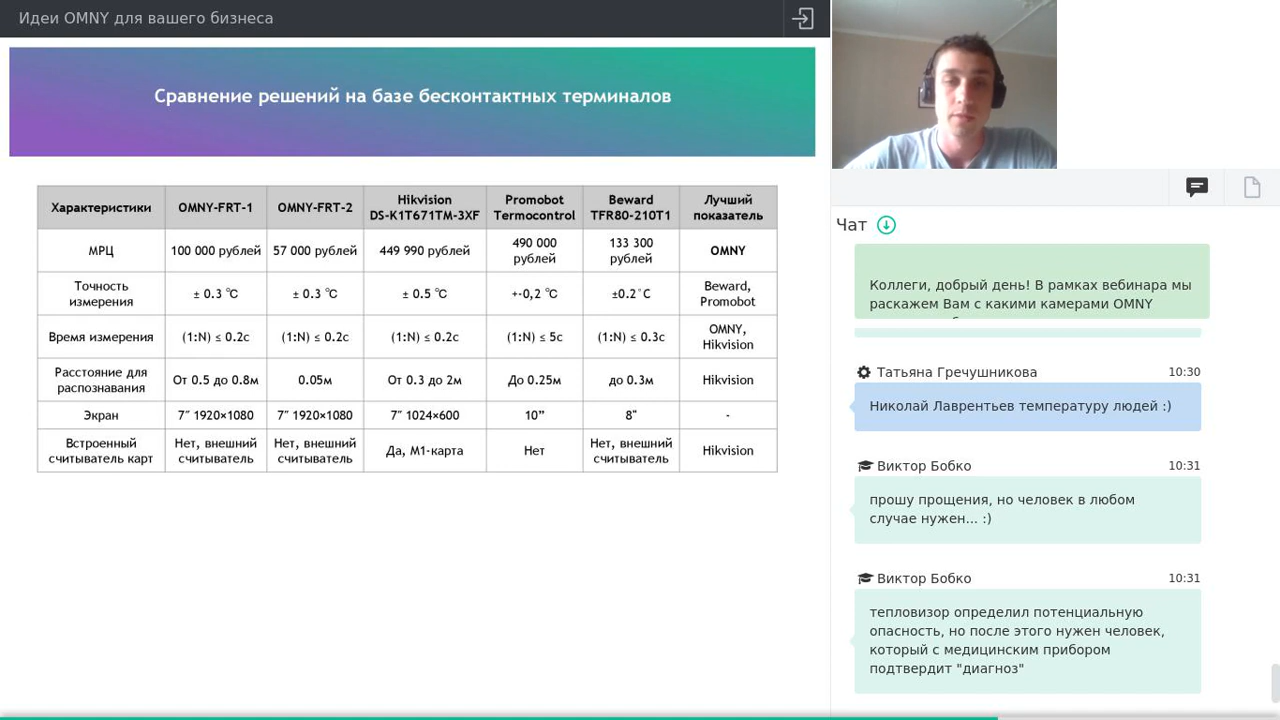 Идеи OMNY для вашего бизнеса
Сравнение решений на базе бесконтактных терминалов
Характеристики OMNY-FRT-1 OMNY-FRT-2 Hikvision DS-K1T671TM-3XF Promobot Termocontrol Beward TFR80-210T1 Лучший показатель
МРЦ 100 000 рублей 57 000 рублей 449 990 рублей 490 000 рублей 133 300 рублей OMNY
Точность измерения ± 0.3 ℃ ± 0.3 ℃ ± 0.5 ℃ +-0,2 ℃ ±0.2°C Beward, Promobot
Время измерения (1:N) ≤ 0.2с (1:N) ≤ 0.2с (1:N) ≤ 0.2с (1:N) ≤ 5с (1:N) ≤ 0.3с OMNY, Hikvision
Расстояние для распознавания От 0.5 до 0.8м 0.05м От 0.3 до 2м До 0.25м до 0.3м Hikvision
Экран 7″ 1920×1080 7″ 1920×1080 7″ 1024×600 10” 8" -
Встроенный считыватель карт Нет, внешний считыватель Нет, внешний считыватель Да, M1-карта Нет Нет, внешний считыватель Hikvision
Чат
Коллеги, добрый день! В рамках вебинара мы
раскажем Вам с какими камерами OMNY
Татьяна Гречушникова 10:30
Николай Лаврентьев температуру людей :)
Виктор Бобко 10:31
прошу прощения, но человек в любом
случае нужен... :)
Виктор Бобко 10:31
тепловизор определил потенциальную
опасность, но после этого нужен человек,
который с медицинским прибором
подтвердит "диагноз"